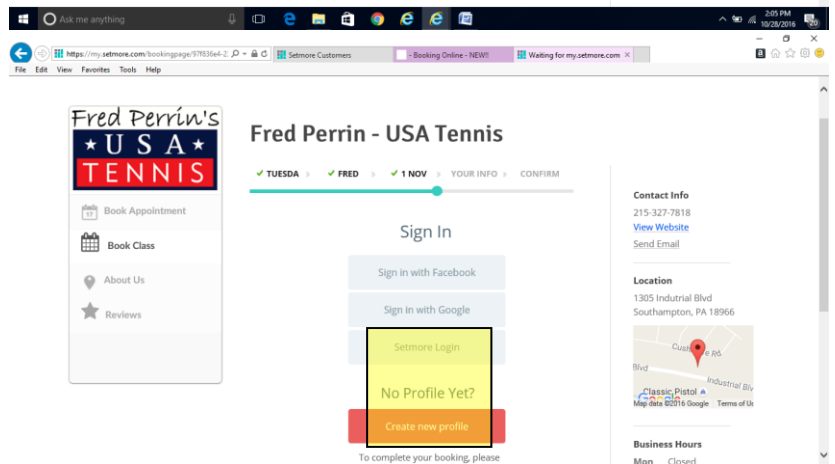 Ask me anything
2:05 PM
10/28/2016
20
https://my.setmore.com/bookingpage/97f836e4-2
Setmore Customers
- Booking Online - NEW!!
Waiting for my.setmore.com
File Edit View Favorites Tools Help
Fred Perrin's
USA
TENNIS
17 Book Appointment
Book Class
About Us
Reviews
Fred Perrin - USA Tennis
TUESDA FRED 1 NOV YOUR INFO CONFIRM
Sign In
Sign in with Facebook
Sign in with Google
Setmore Login
No Profile Yet?
Create new profile
To complete your booking, please
Contact Info
215-327-7818
View Website
Send Email
Location
1305 Indutrial Blvd
Southampton, PA 18966
Rd
Blvd
Industrial Blv
Classic Pistol
Google
Map data ©2016 Google Terms of Us
Business Hours
Mon Closed